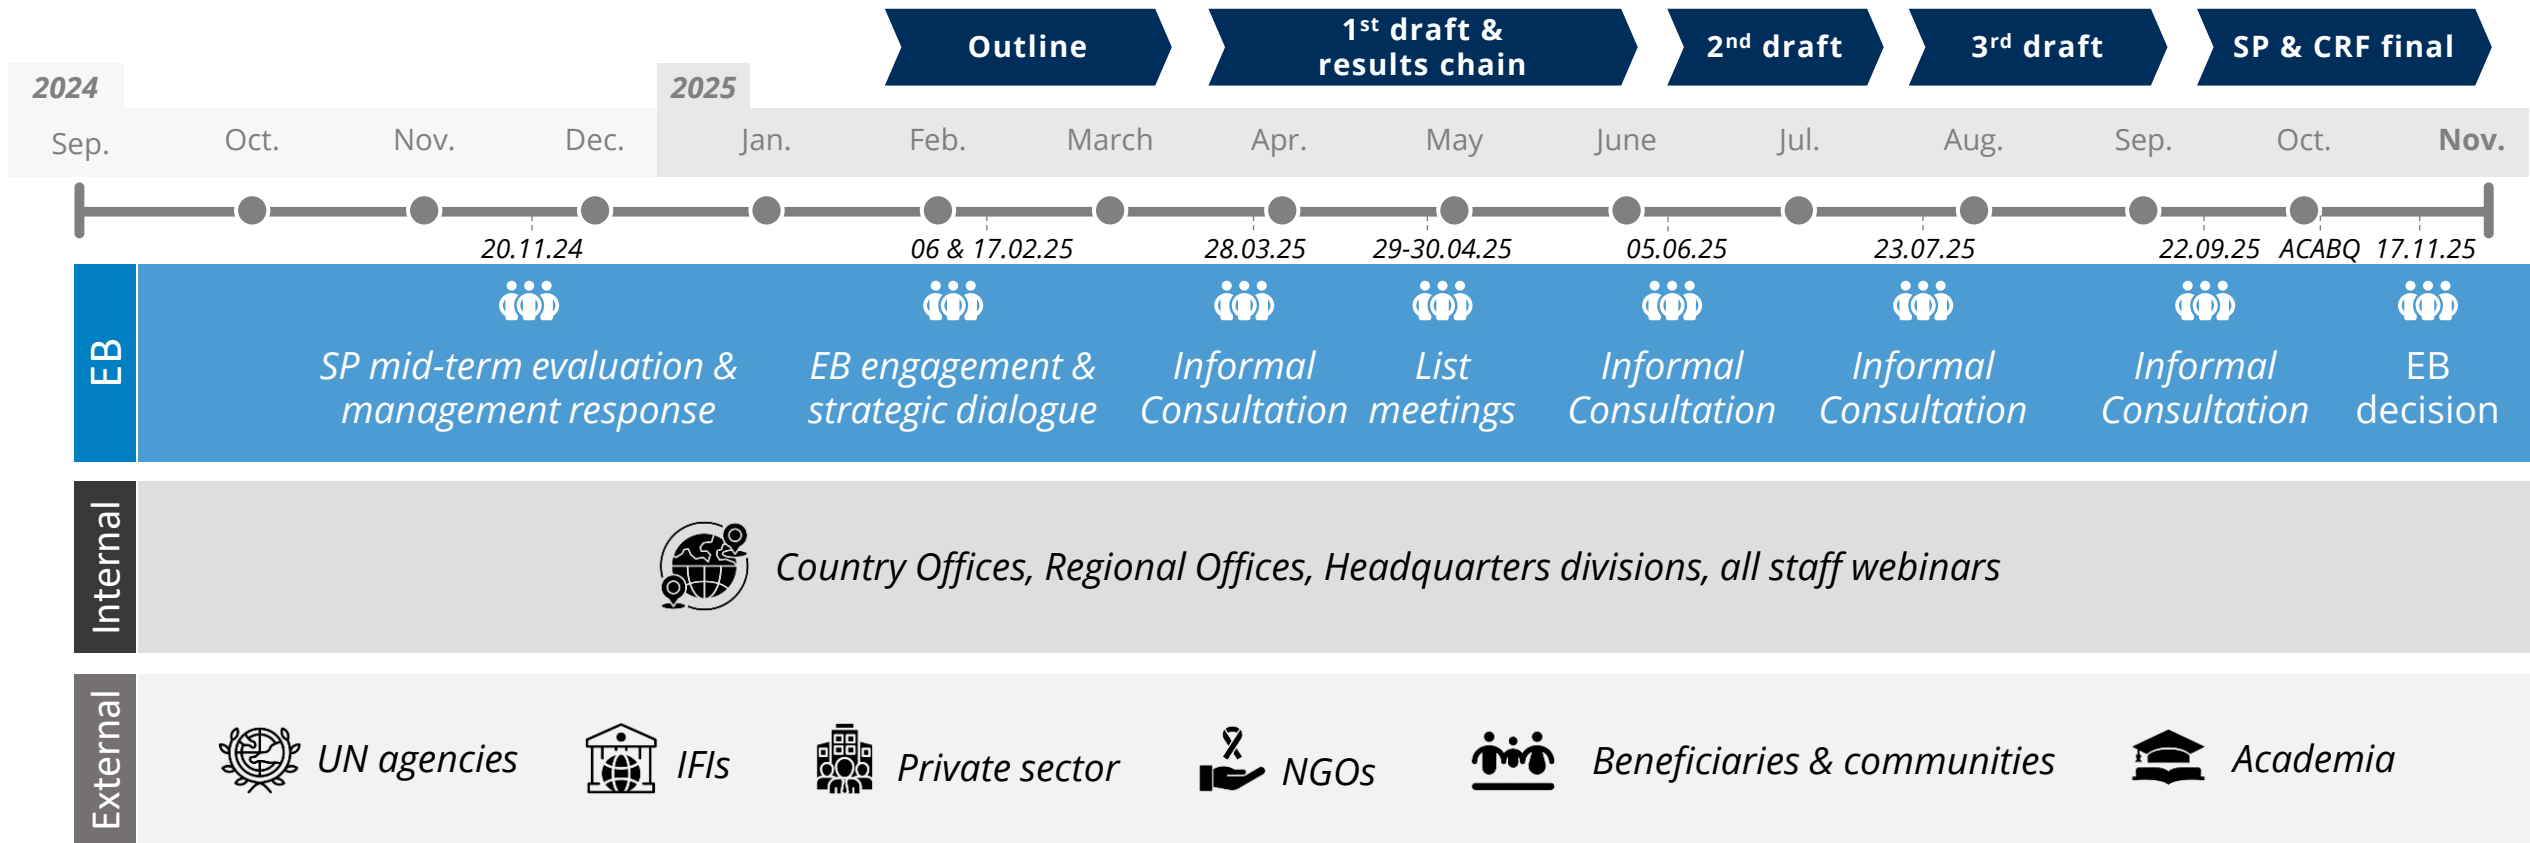 Outline
1st draft &
results chain
2nd draft
3rd draft
SP & CRF final
2024
2025
Sep.
Oct.
Nov.
Dec.
Jan.
Feb.
March
Apr.
May
June
Jul.
Aug.
Sep.
Oct.
Nov.
20.11.24
06 & 17.02.25
28.03.25
29-30.04.25
05.06.25
23.07.25
22.09.25
ACABQ
17.11.25
EB
SP mid-term evaluation &
management response
EB engagement &
strategic dialogue
Informal
Consultation
List
meetings
Informal
Consultation
Informal
Consultation
Informal
Consultation
EB
decision
Internal
Country Offices, Regional Offices, Headquarters divisions, all staff webinars
External
UN agencies
IFIs
Private sector
NGOs
Beneficiaries & communities
Academia